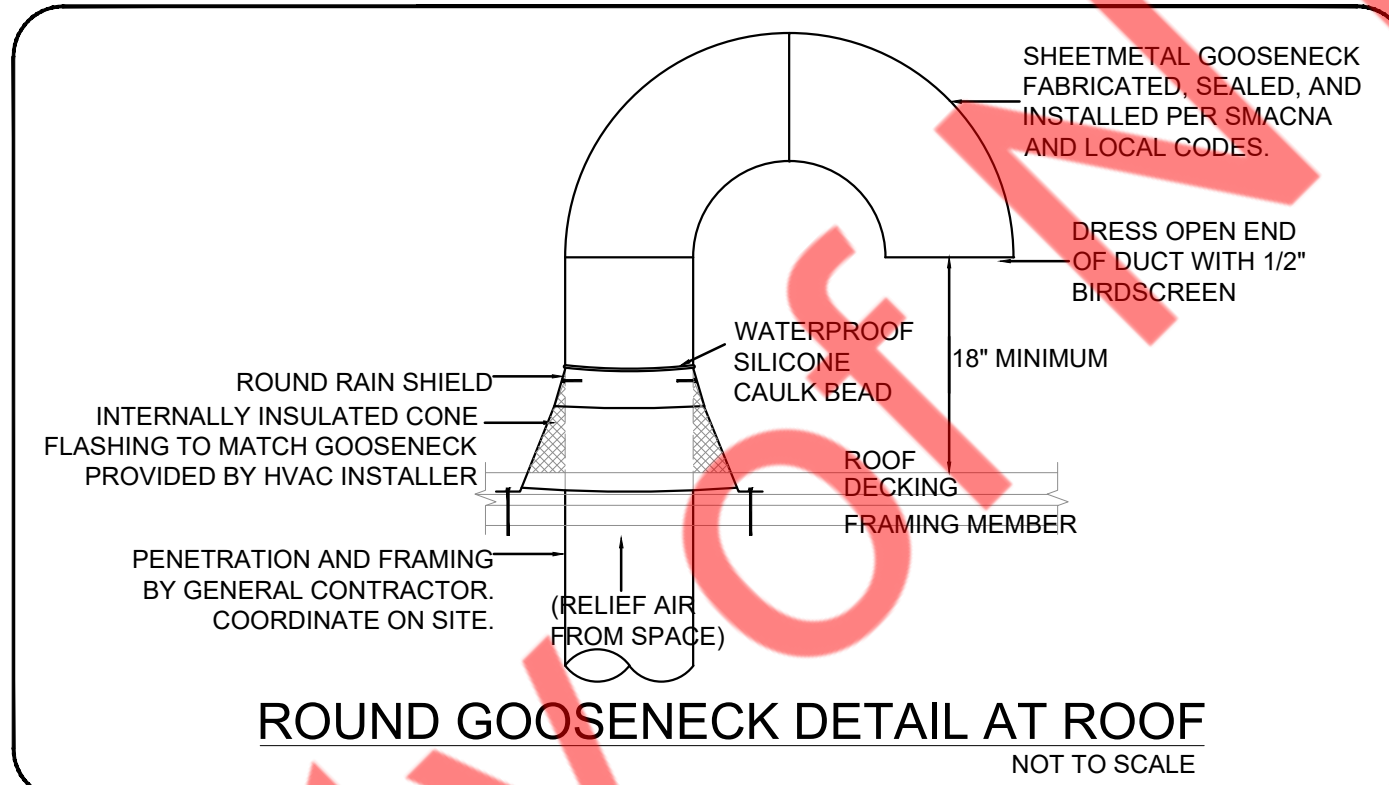 SHEETMETAL GOOSENECK
FABRICATED, SEALED, AND
INSTALLED PER SMACNA
AND LOCAL CODES.
DRESS OPEN END
OF DUCT WITH 1/2"
BIRDSCREEN
WATERPROOF
SILICONE
CAULK BEAD
18" MINIMUM
ROUND RAIN SHIELD
INTERNALLY INSULATED CONE
FLASHING TO MATCH GOOSENECK
PROVIDED BY HVAC INSTALLER
ROOF
DECKING
FRAMING MEMBER
PENETRATION AND FRAMING
BY GENERAL CONTRACTOR.
COORDINATE ON SITE.
(RELIEF AIR
FROM SPACE)
ROUND GOOSENECK DETAIL AT ROOF
NOT TO SCALE
of